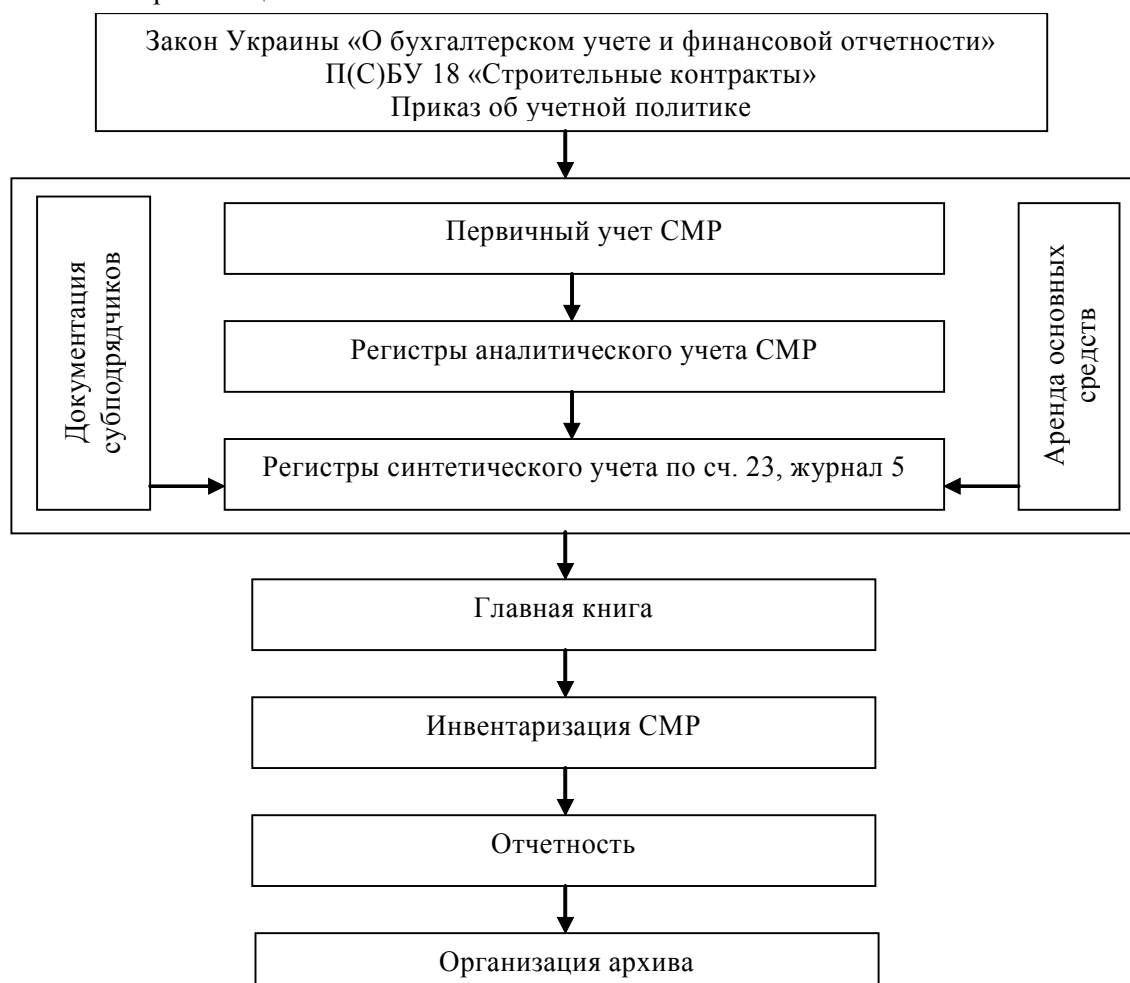 Закон Украины «О бухгалтерском учете и финансовой отчетности»
П(С)БУ 18 «Строительные контракты»
Приказ об учетной политике
Документация
субподрядчиков
Первичный учет СМР
Регистры аналитического учета СМР
Регистры синтетического учета по сч. 23, журнал 5
Аренда основных
средств
Главная книга
Инвентаризация СМР
Отчетность
Организация архива